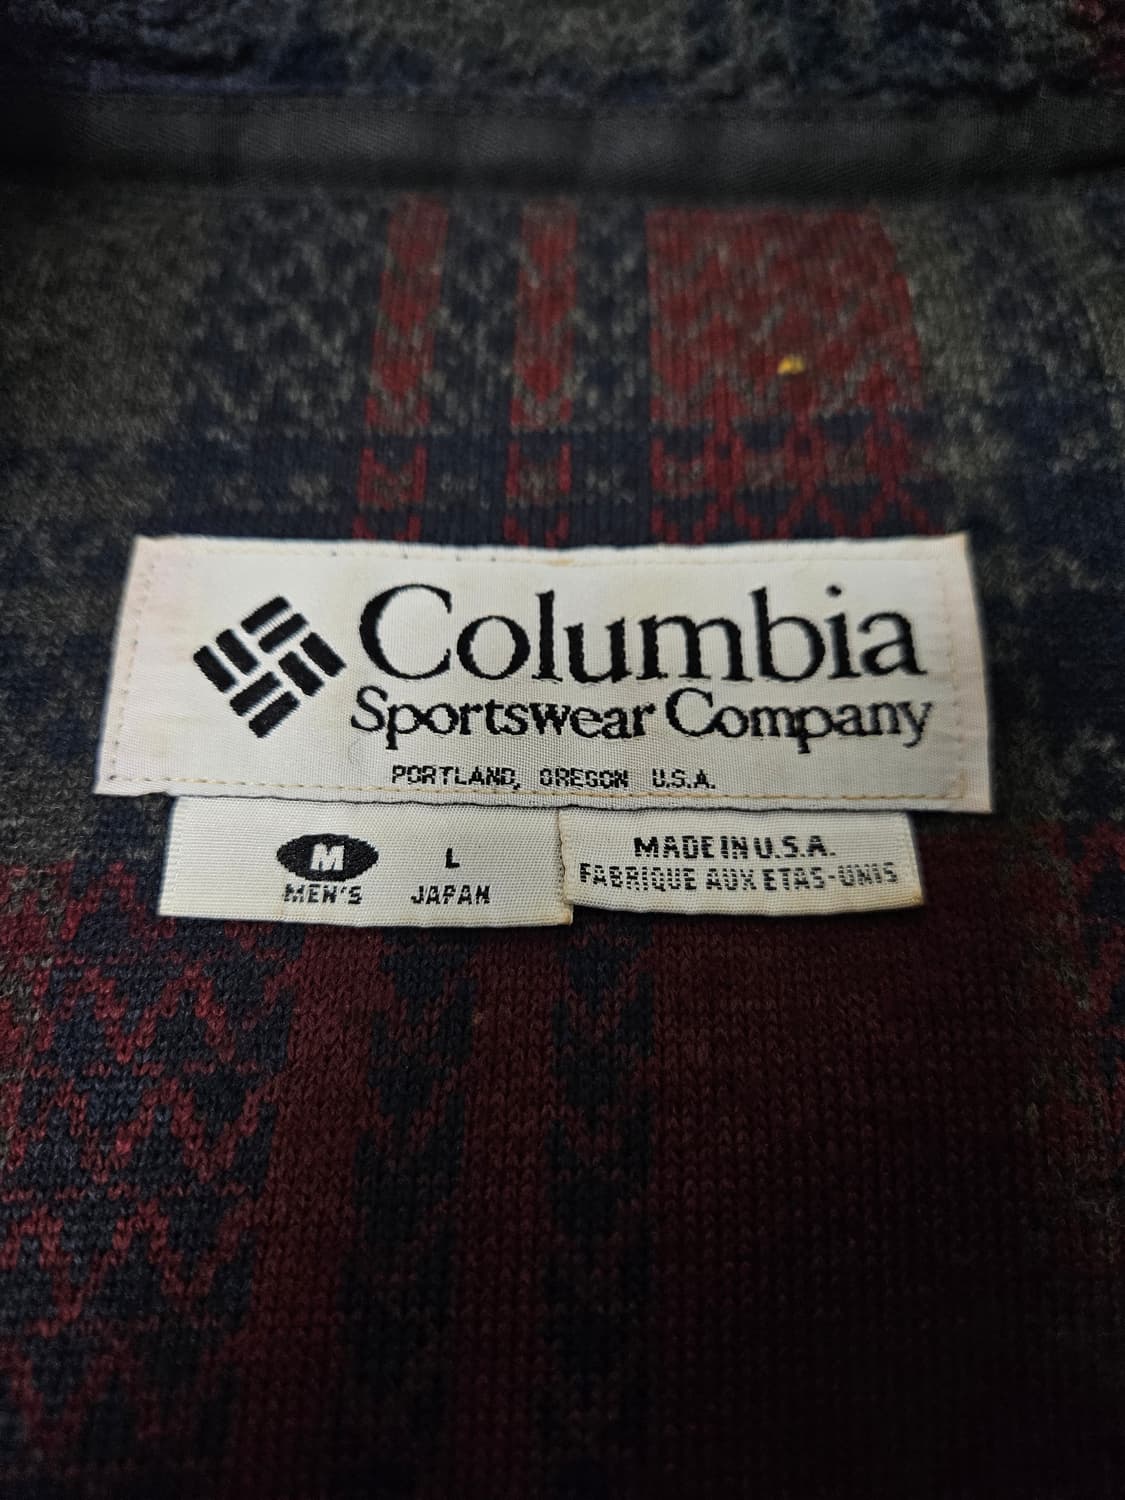 Columbia
Sportswear Company
PORTLAND, OREGON U.S.A.
M L
MEN'S JAPAN
MADE IN U.S.A.
FABRIQUE AUX ETAS-UNIS